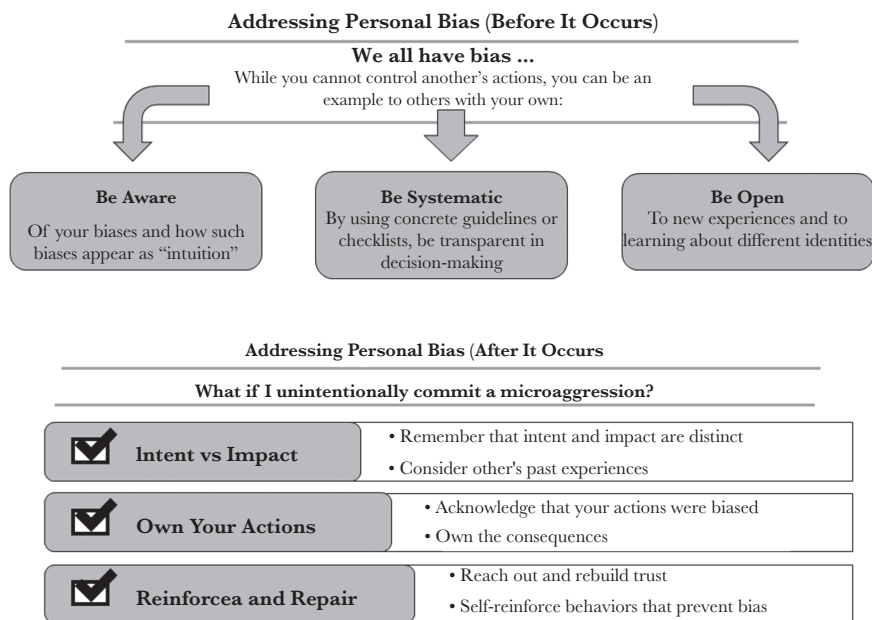 Addressing Personal Bias (Before It Occurs)
We all have bias ...
While you cannot control another's actions, you can be an
example to others with your own:
Be Aware
Of your biases and how such
biases appear as “intuition”
Be Systematic
By using concrete guidelines or
checklists, be transparent in
decision-making
Be Open
To new experiences and to
learning about different identities
Addressing Personal Bias (After It Occurs
What if I unintentionally commit a microaggression?
Intent vs Impact
• Remember that intent and impact are distinct
• Consider other's past experiences
Own Your Actions
• Acknowledge that your actions were biased
• Own the consequences
Reinforcea and Repair
• Reach out and rebuild trust
• Self-reinforce behaviors that prevent bias